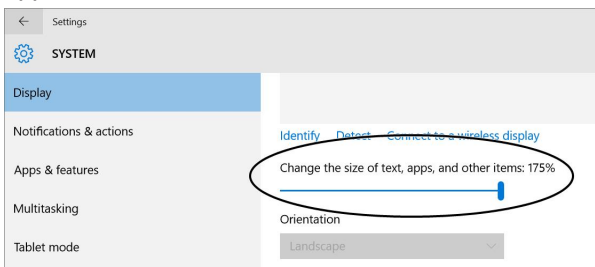 Settings
SYSTEM
Display
Notifications & actions
Apps & features
Multitasking
Tablet mode
Identify Detect Connect to a wireless display
Change the size of text, apps, and other items: 175%
Orientation
Landscape